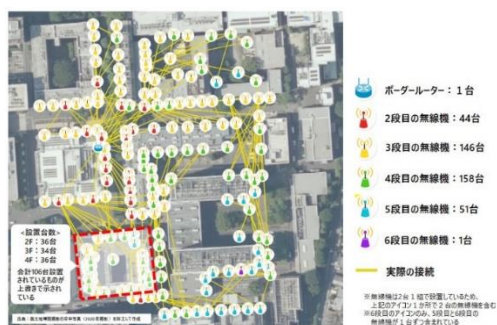 ボーダールーター：1台
2段目の無線機：44台
3段目の無線機：146台
4段目の無線機：158台
5段目の無線機：51台
6段目の無線機：1台
実際の接続
※無線機は2台1組で設置しているため、
上記のアイコン1か所で2台の無線機を含む
※6段目のアイコンのみ、5段目と6段目の
無線機が1台ずつ含まれている
<設置台数>
2F：36台
3F：34台
4F：36台
合計106台設置
されているものが
上書きで示され
ている